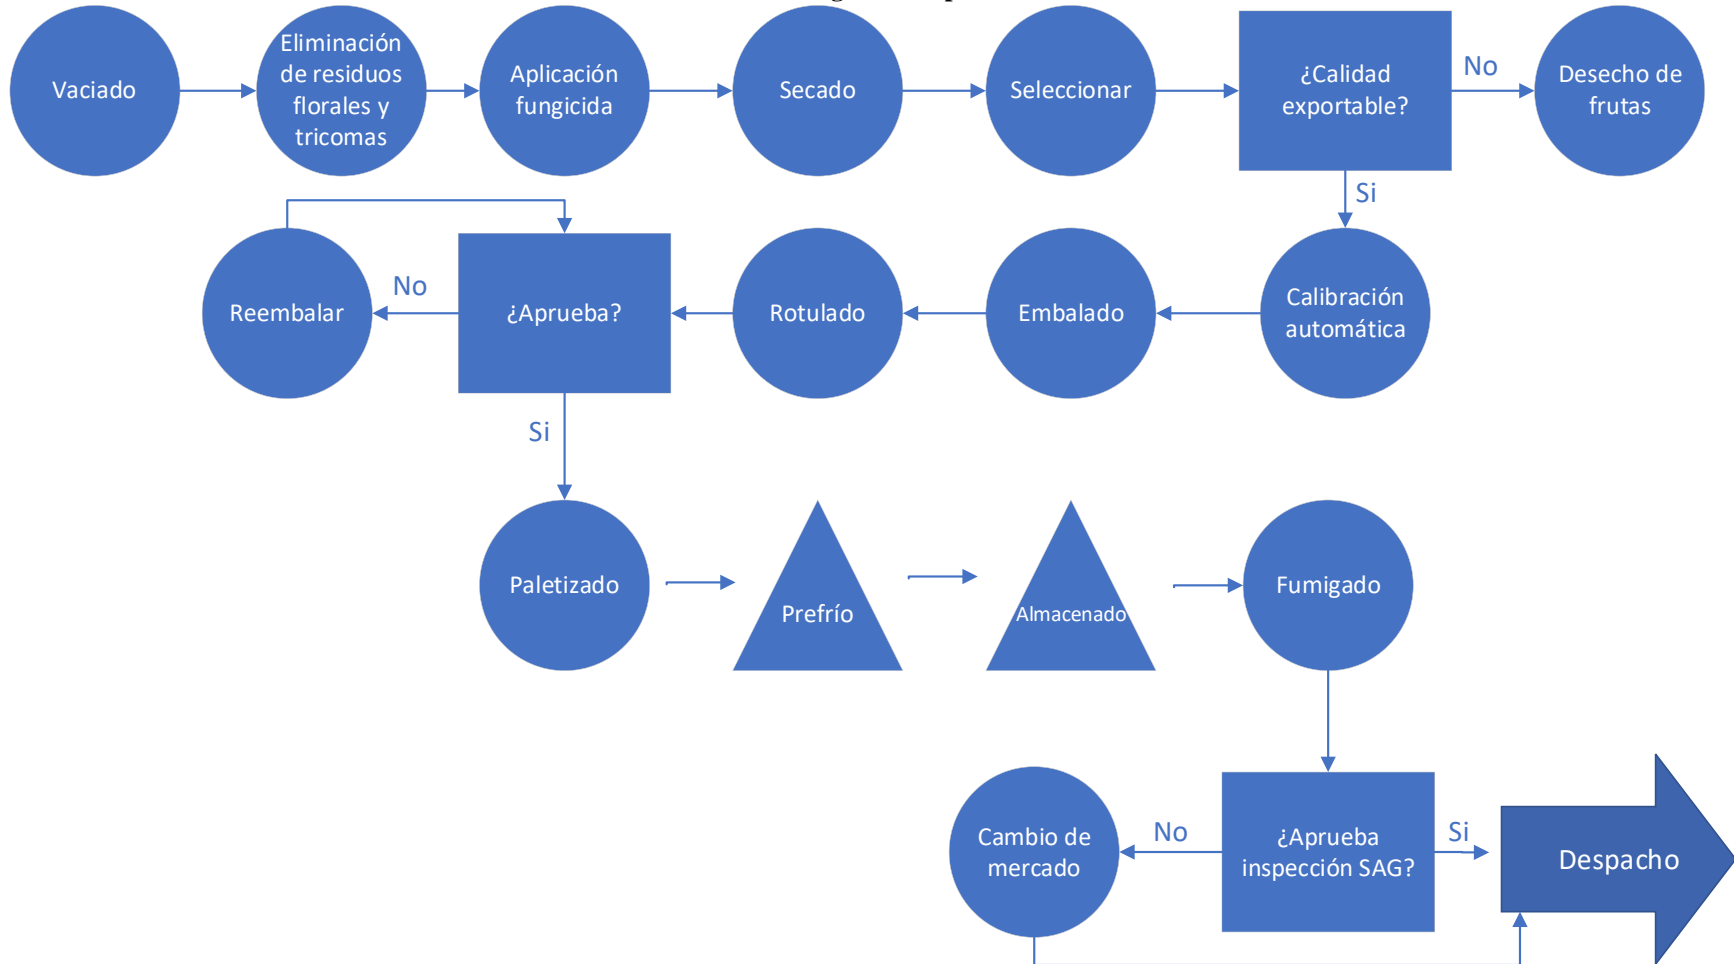 Vaciado
Eliminación
de residuos
florales y
tricomas
Aplicación
fungicida
Secado
Seleccionar
¿Calidad
exportable?
No
Desecho de
frutas
Si
Reembalar
No
¿Aprueba?
Rotulado
Embalado
Calibración
automática
Si
Paletizado
Prefrío
Almacenado
Fumigado
Cambio de
mercado
No
¿Aprueba
inspección SAG?
Si
Despacho